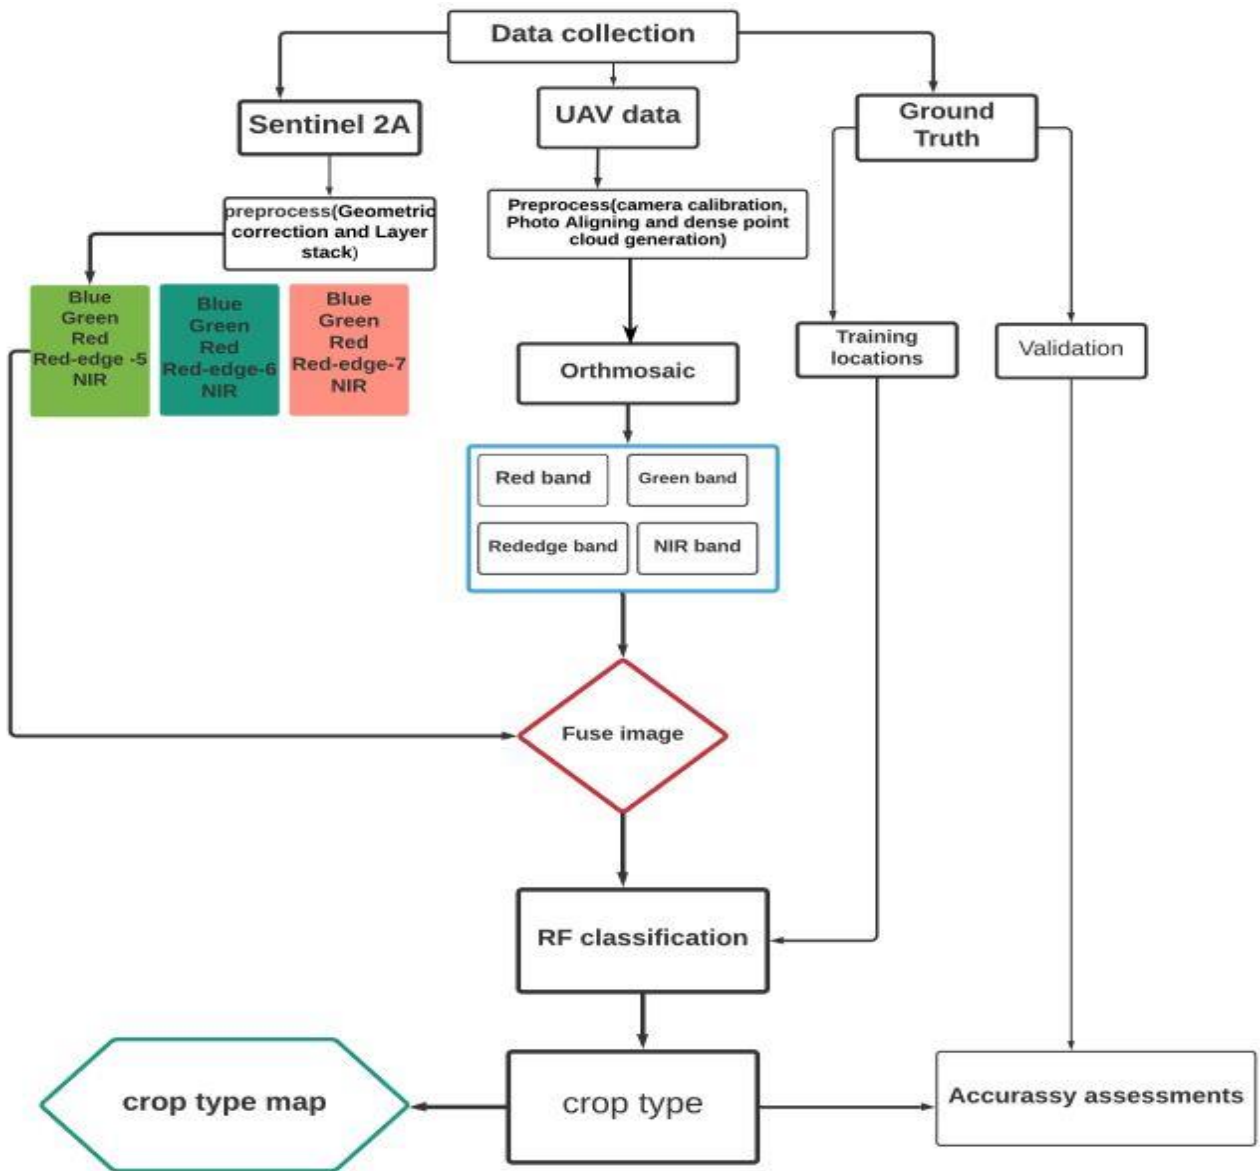 Data collection
Sentinel 2A
UAV data
Ground
Truth
preprocess(Geometric
correction and Layer
stack)
Preprocess(camera calibration,
Photo Aligning and dense point
cloud generation)
Blue
Green
Red
Red-edge -5
NIR
Blue
Green
Red
Red-edge-6
NIR
Blue
Green
Red
Red-edge-7
NIR
Orthmosaic
Training
locations
Validation
Red band
Green band
Rededge band
NIR band
Fuse image
RF classification
crop type map
crop type
Accurassy assessments